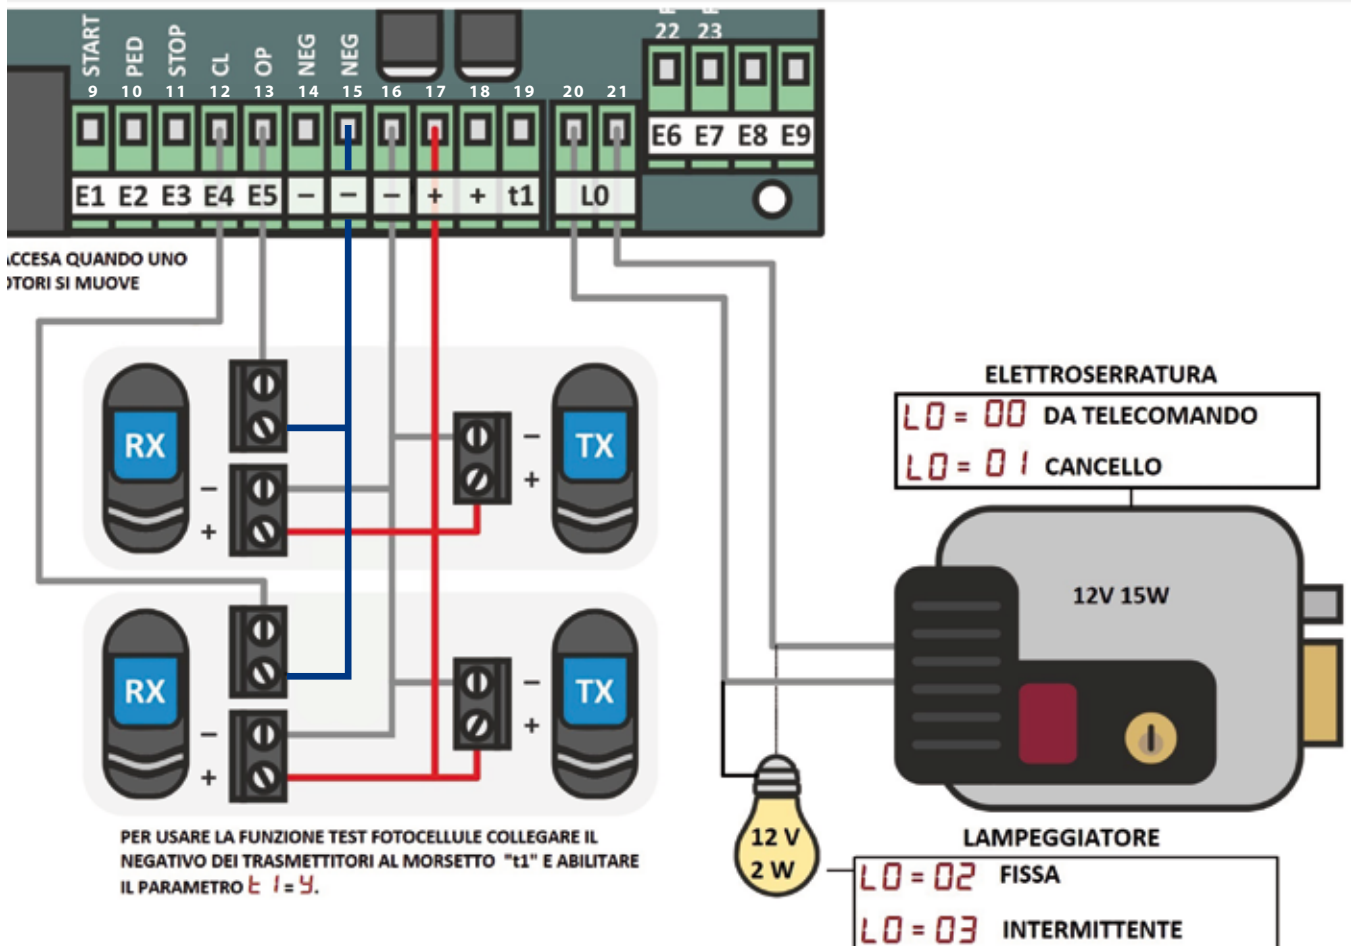 START PED STOP CL OP NEG NEG
9 10 11 12 13 14 15 16 17 18 19 20 21
22 23
E1 E2 E3 E4 E5 – – – + + t1 L0
E6 E7 E8 E9
ACCESA QUANDO UNO
OTORI SI MUOVE
RX
–
+
TX
–
+
RX
–
+
TX
–
+
PER USARE LA FUNZIONE TEST FOTOCELLULE COLLEGARE IL
NEGATIVO DEI TRASMETTITORI AL MORSETTO "t1" E ABILITARE
IL PARAMETRO t1=y.
ELETTROSERRATURA
L0 = 00 DA TELECOMANDO
L0 = 01 CANCELLO
12V 15W
12 V
2 W
LAMPEGGIATORE
L0 = 02 FISSA
L0 = 03 INTERMITTENTE